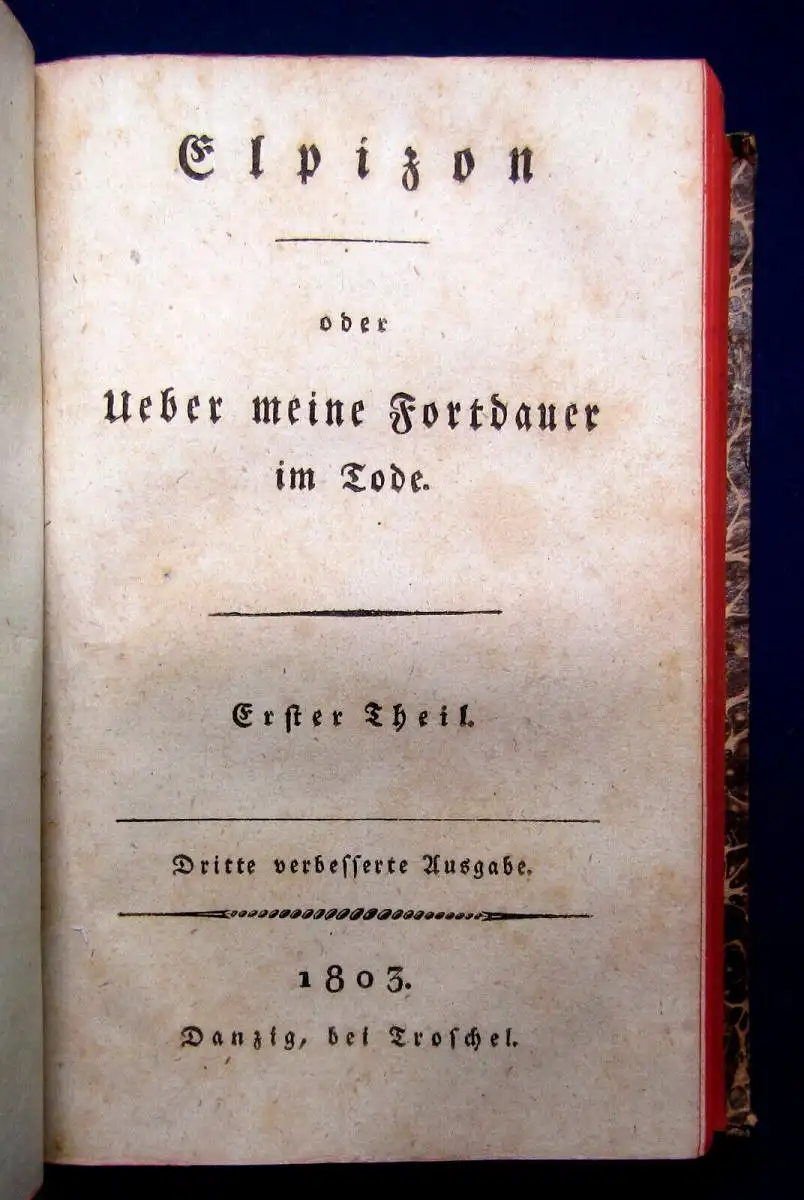 Elpizon
oder
Ueber meine Fortdauer
im Tode.
Erſter Theil.
Dritte verbeſſerte Ausgabe.
1803.
Danzig, bei Troſchel.